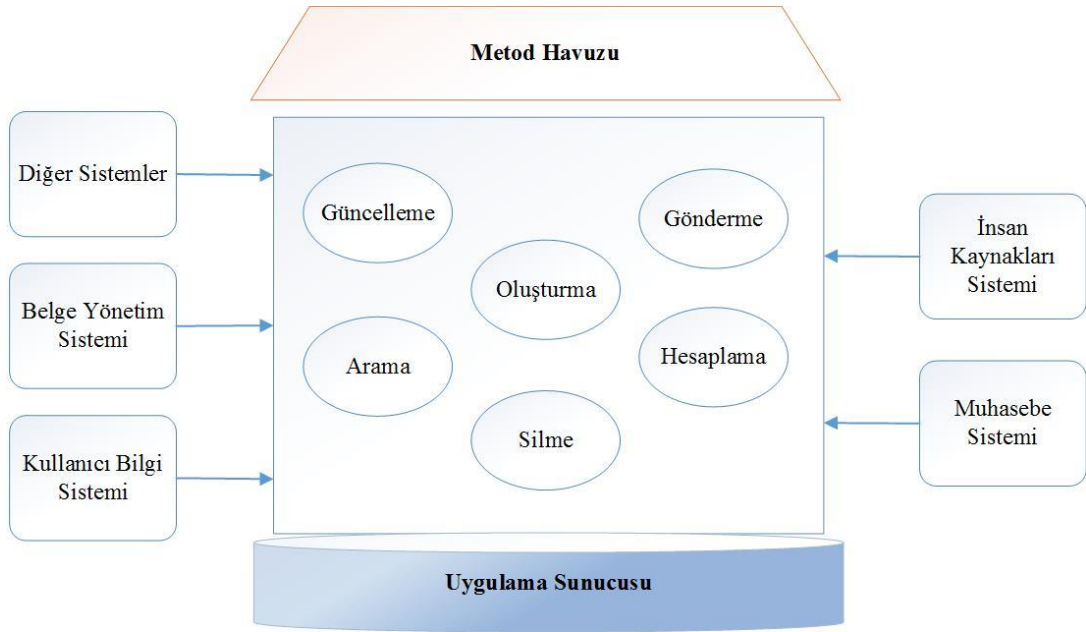 Metod Havuzu
Diğer Sistemler
Belge Yönetim
Sistemi
Kullanıcı Bilgi
Sistemi
Güncelleme
Gönderme
Oluşturma
Arama
Hesaplama
Silme
İnsan
Kaynakları
Sistemi
Muhasebe
Sistemi
Uygulama Sunucusu